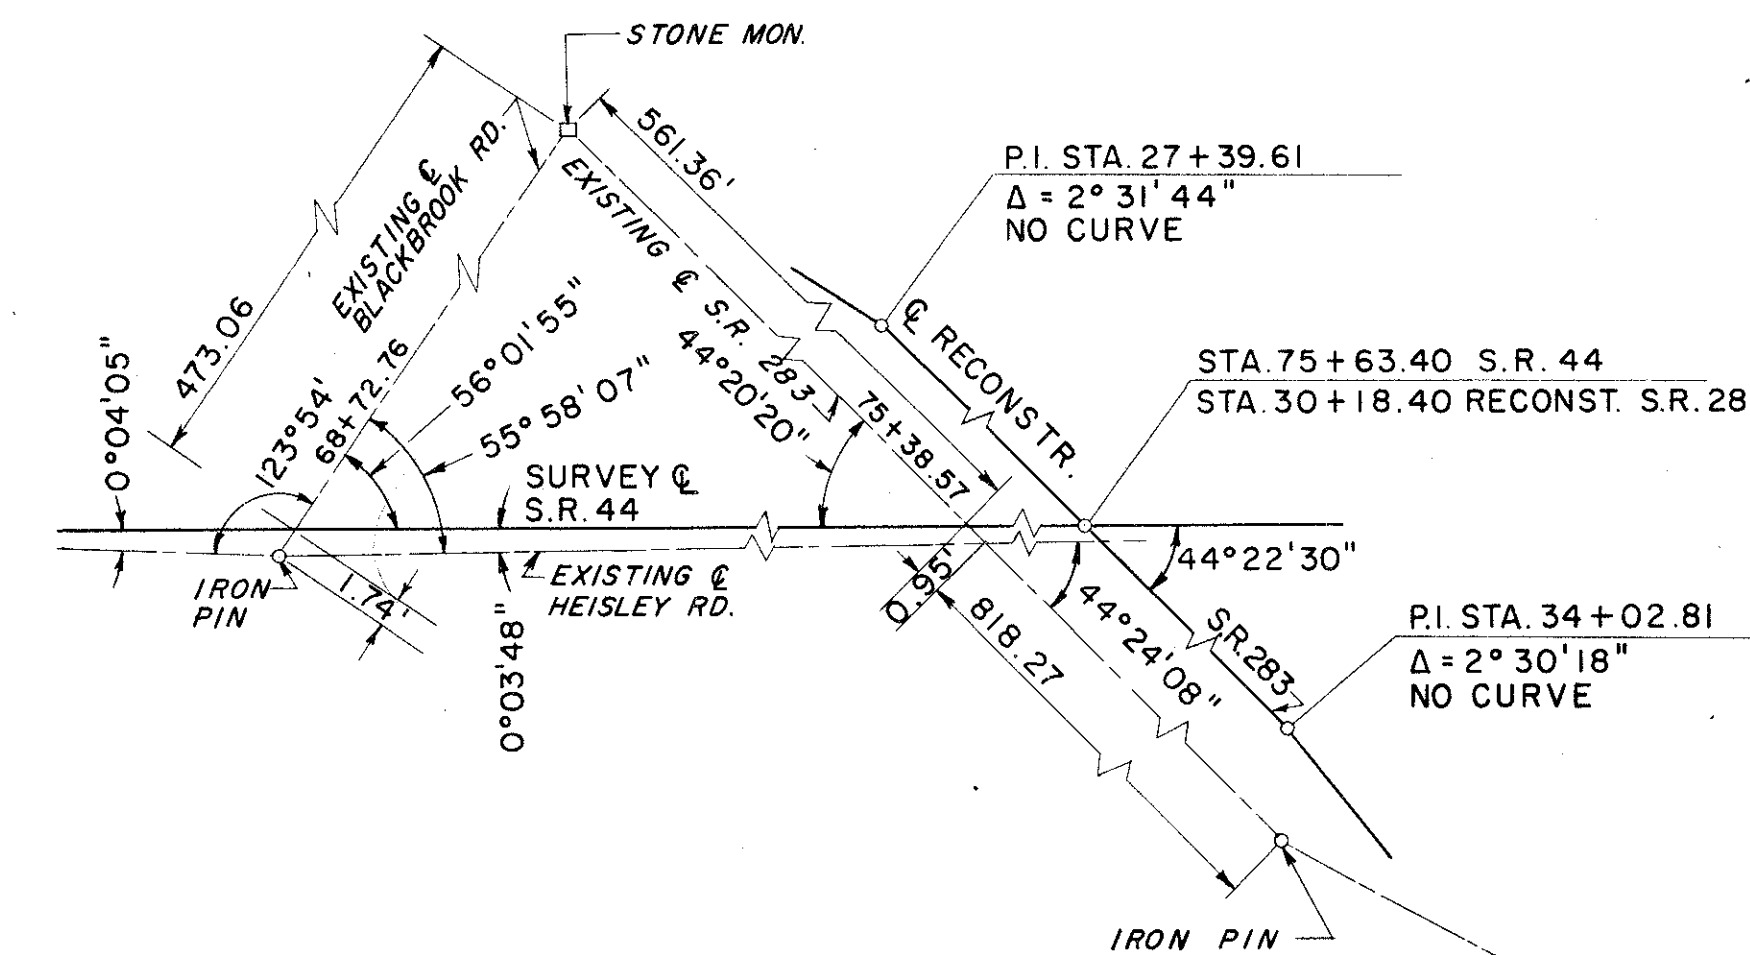 STONE MON.
561.36'
P.I. STA. 27+39.61
Δ = 2° 31' 44"
NO CURVE
EXISTING ℄
BLACKBROOK RD.
EXISTING ℄ S.R. 283
473.06
℄ RECONSTR.
S.R. 283
0°04'05"
123°54'
68+72.76
56°01'55"
55°58'07"
44°20'20"
75+38.57
STA. 75+63.40 S.R. 44
STA. 30+18.40 RECONST. S.R. 28
SURVEY ℄
S.R. 44
44°22'30"
IRON
PIN
1.74'
EXISTING ℄
HEISLEY RD.
0°03'48"
0.95'
818.27
44°24'08"
P.I. STA. 34+02.81
Δ = 2° 30' 18"
NO CURVE
IRON PIN